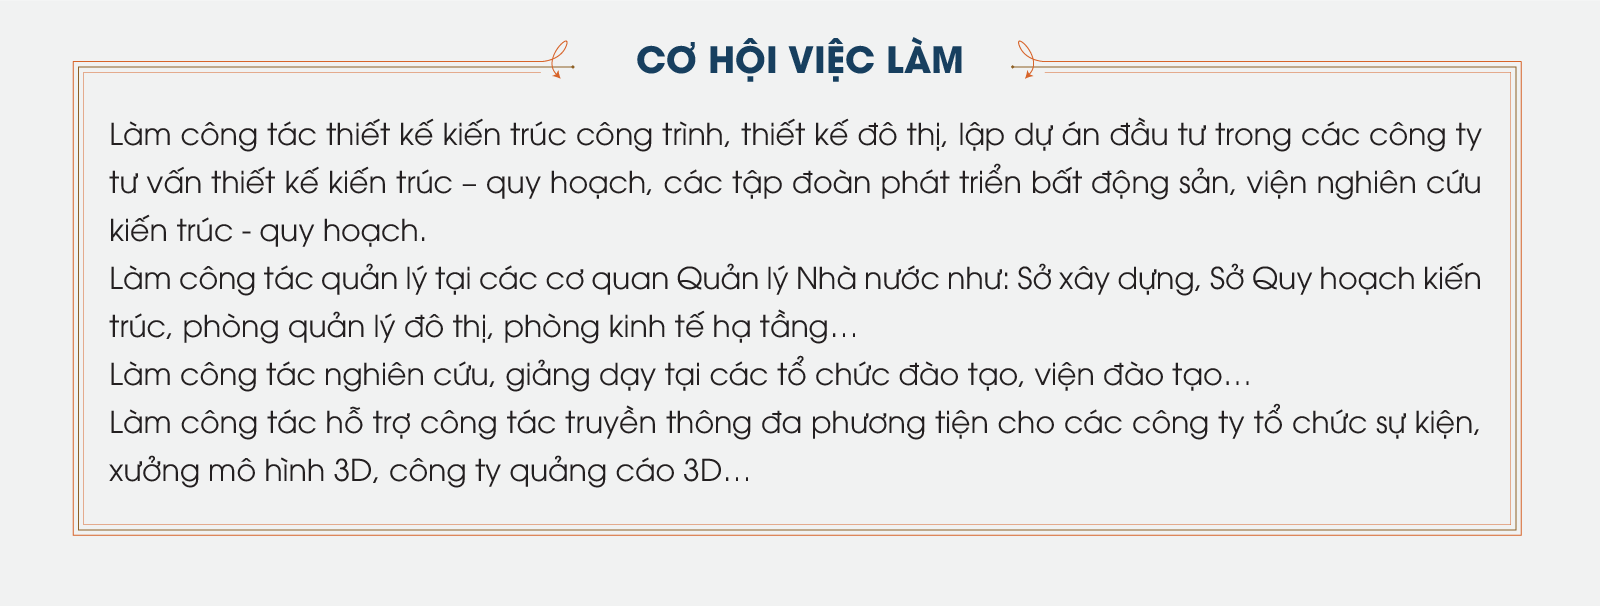 CƠ HỘI VIỆC LÀM
Làm công tác thiết kế kiến trúc công trình, thiết kế đô thị, lập dự án đầu tư trong các công ty
tư vấn thiết kế kiến trúc – quy hoạch, các tập đoàn phát triển bất động sản, viện nghiên cứu
kiến trúc - quy hoạch.
Làm công tác quản lý tại các cơ quan Quản lý Nhà nước như: Sở xây dựng, Sở Quy hoạch kiến
trúc, phòng quản lý đô thị, phòng kinh tế hạ tầng...
Làm công tác nghiên cứu, giảng dạy tại các tổ chức đào tạo, viện đào tạo...
Làm công tác hỗ trợ công tác truyền thông đa phương tiện cho các công ty tổ chức sự kiện,
xưởng mô hình 3D, công ty quảng cáo 3D...